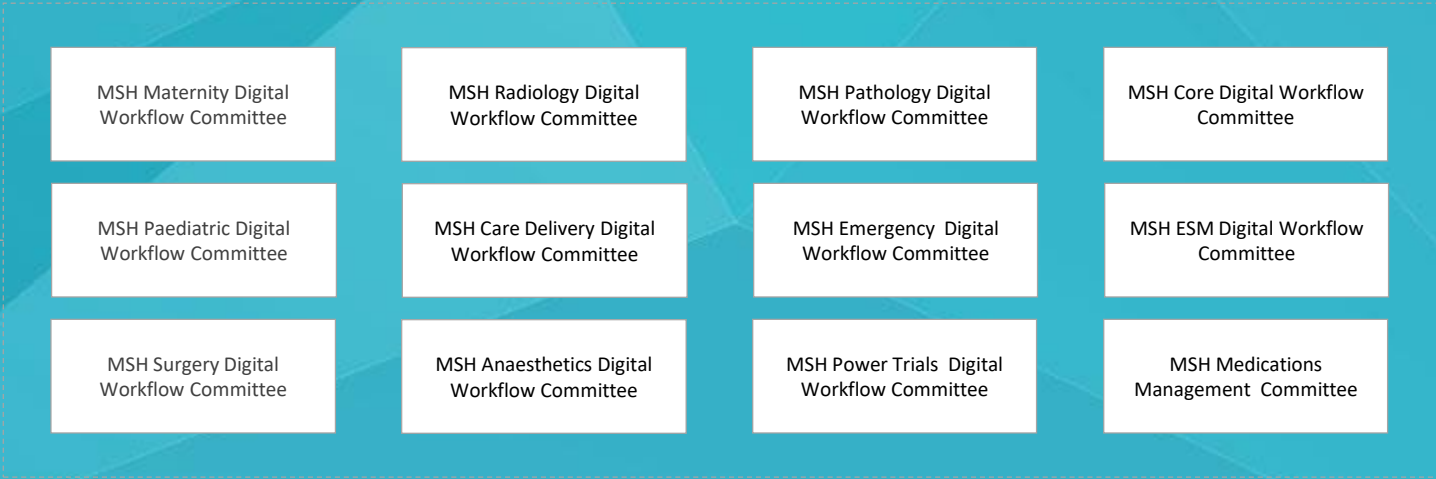 MSH Maternity Digital
Workflow Committee
MSH Radiology Digital
Workflow Committee
MSH Pathology Digital
Workflow Committee
MSH Core Digital Workflow
Committee
MSH Paediatric Digital
Workflow Committee
MSH Care Delivery Digital
Workflow Committee
MSH Emergency  Digital
Workflow Committee
MSH ESM Digital Workflow
Committee
MSH Surgery Digital
Workflow Committee
MSH Anaesthetics Digital
Workflow Committee
MSH Power Trials  Digital
Workflow Committee
MSH Medications
Management  Committee